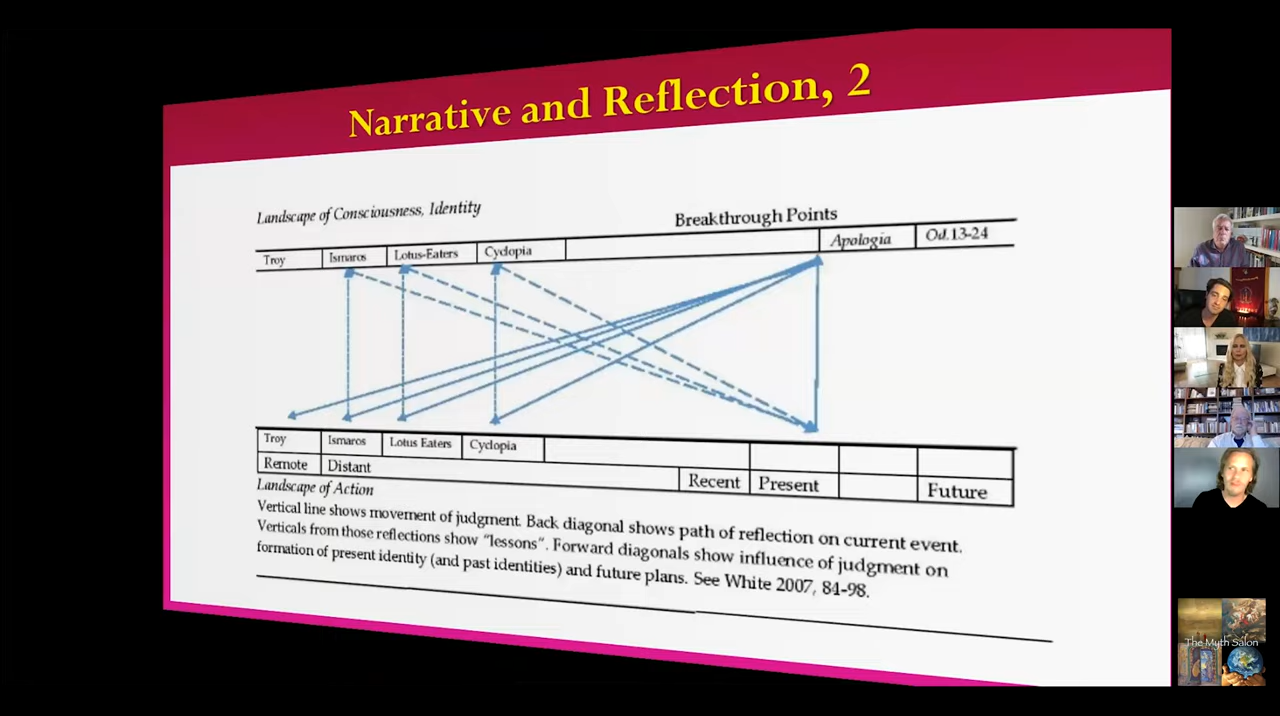 Narrative and Reflection, 2
Landscape of Consciousness, Identity
Breakthrough Points
Troy Ismaros Lotus-Eaters Cyclopia Apologia Od. 13-24
Troy Ismaros Lotus Eaters Cyclopia
Remote Distant Recent Present Future
Landscape of Action
Vertical line shows movement of judgment. Back diagonal shows path of reflection on current event.
Verticals from those reflections show “lessons”. Forward diagonals show influence of judgment on
formation of present identity (and past identities) and future plans. See White 2007, 84-98.
The Myth Salon